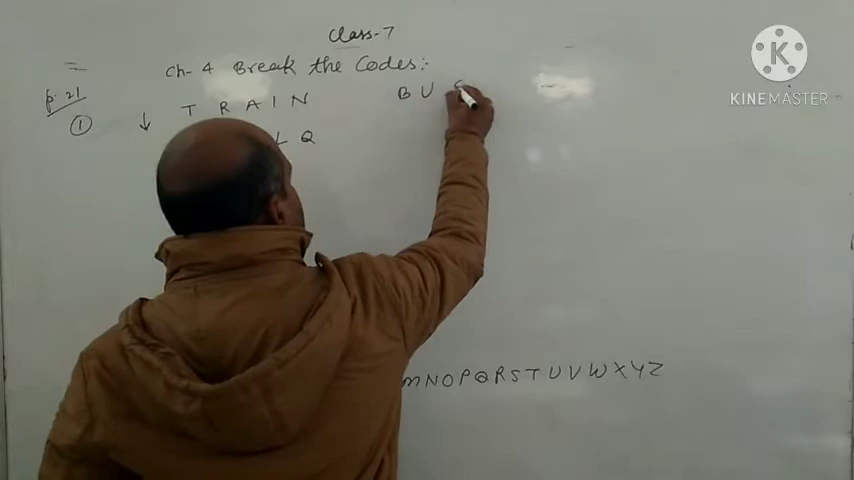 Class-7
Ch-4 Break the Codes:
p.21
① ↓ T R A I N B U S
L Q
M N O P Q R S T U V W X Y Z
K
KINEMASTER